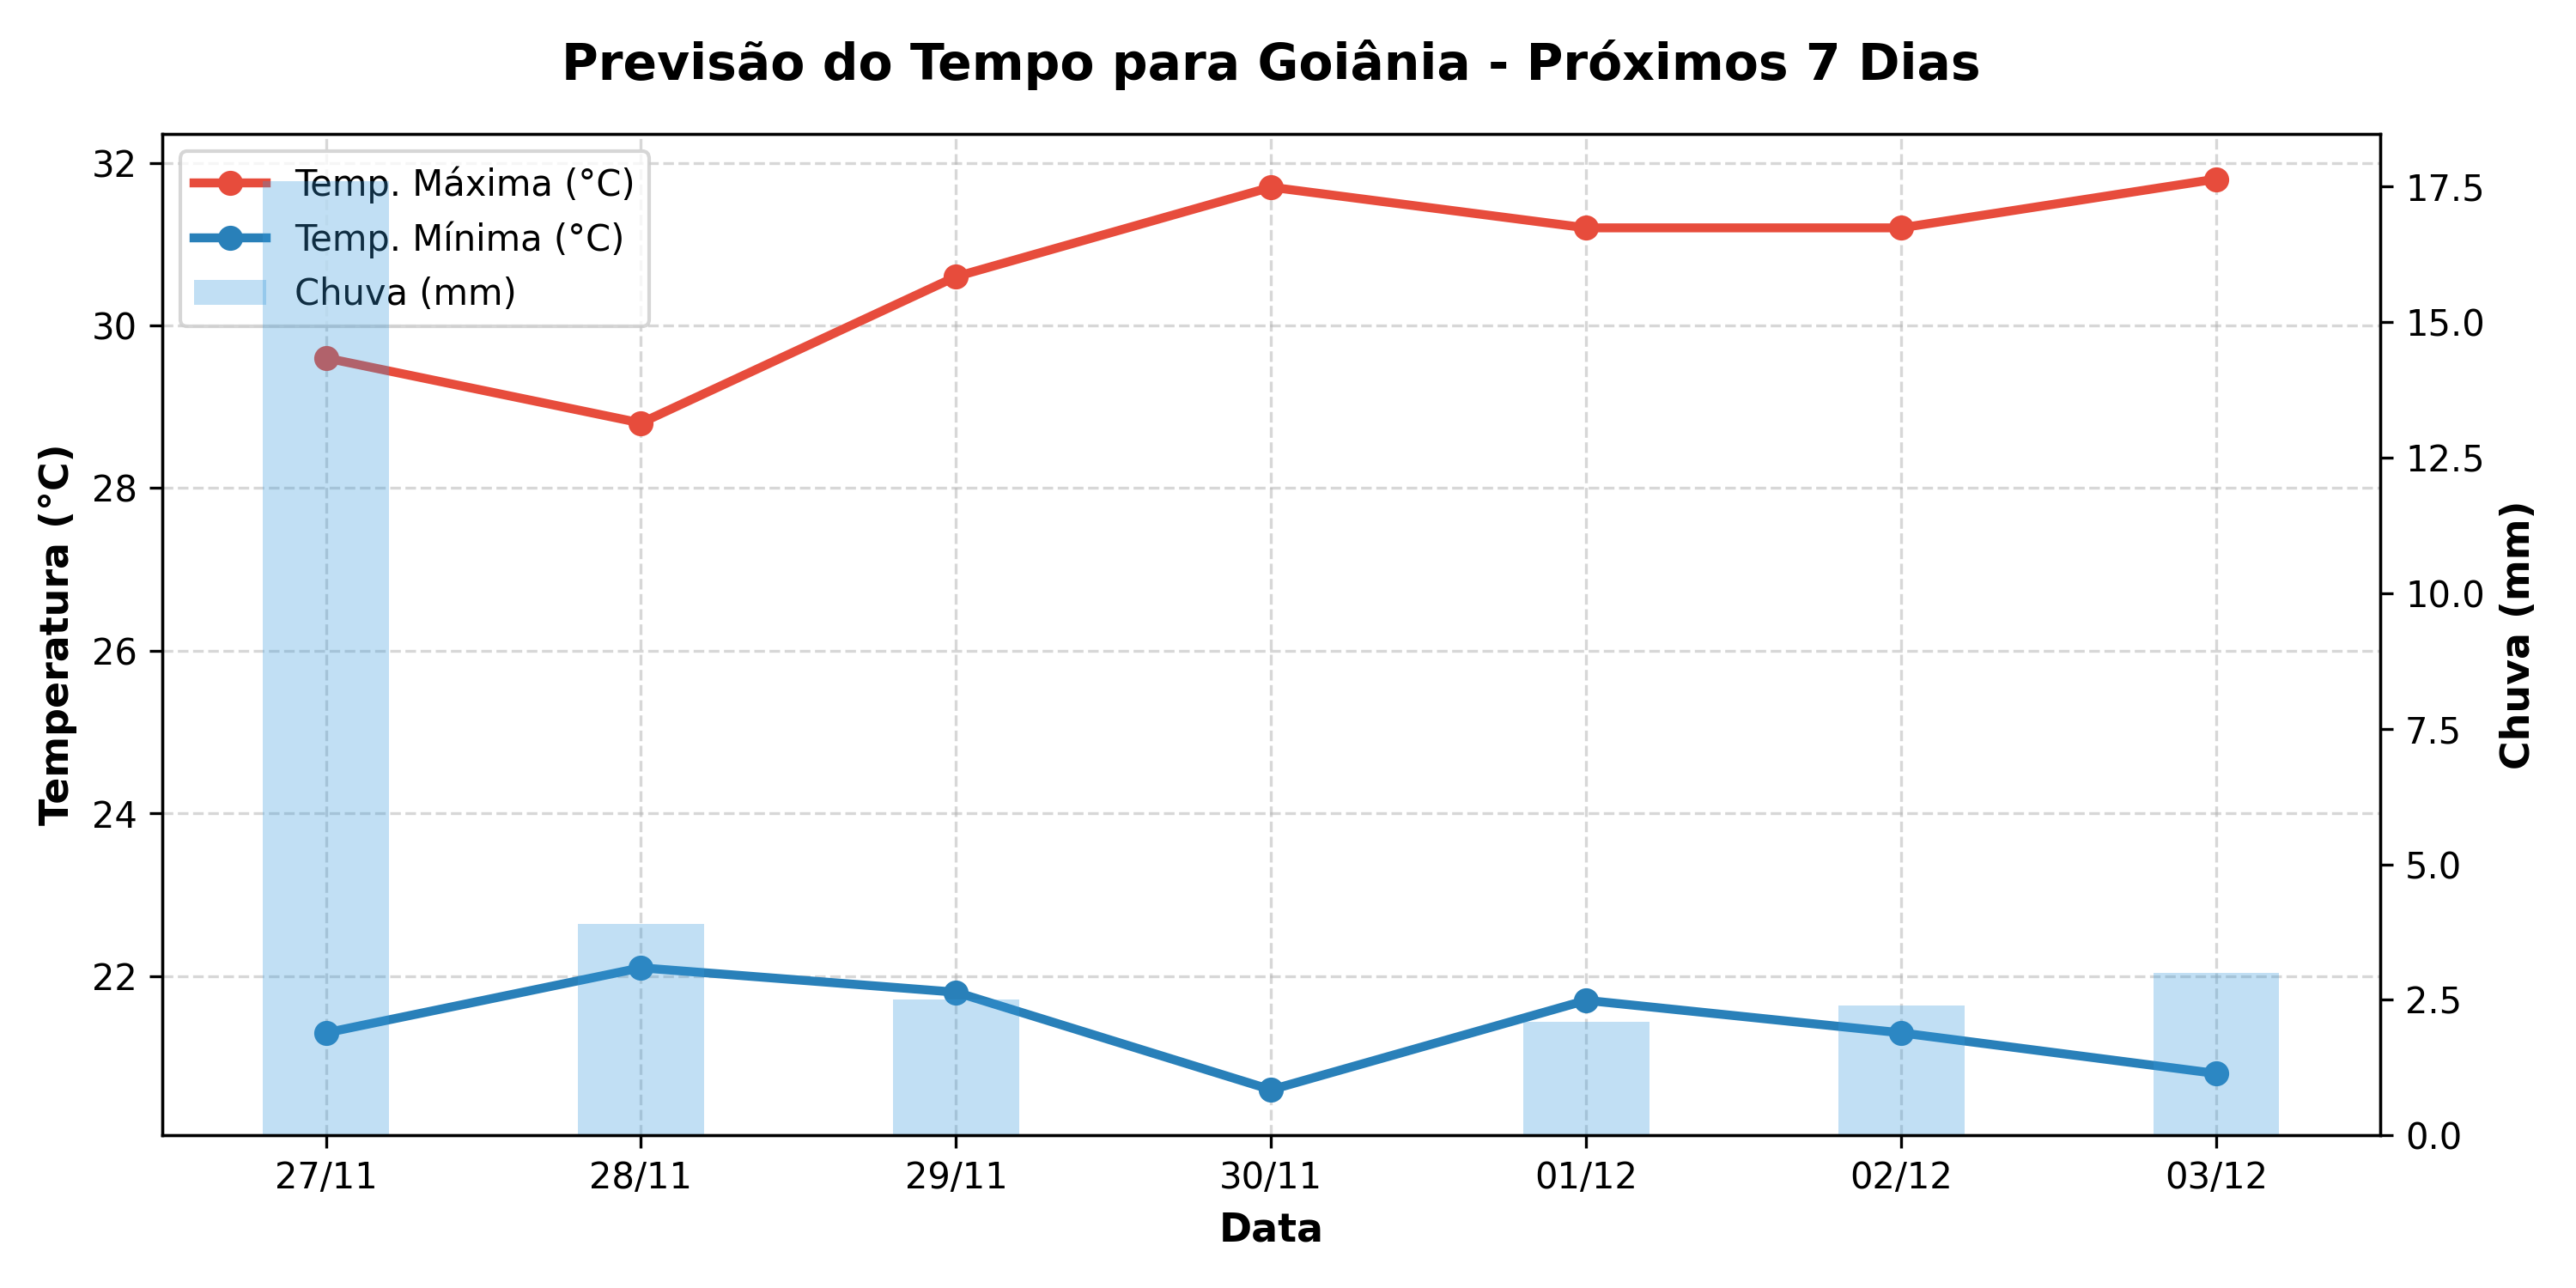 Previsão do Tempo para Goiânia - Próximos 7 Dias
Temp. Máxima (°C)
Temp. Mínima (°C)
Chuva (mm)
Temperatura (°C)
32
30
28
26
24
22
17.5
15.0
12.5
10.0
7.5
5.0
2.5
0.0
Chuva (mm)
27/11 28/11 29/11 30/11 01/12 02/12 03/12
Data